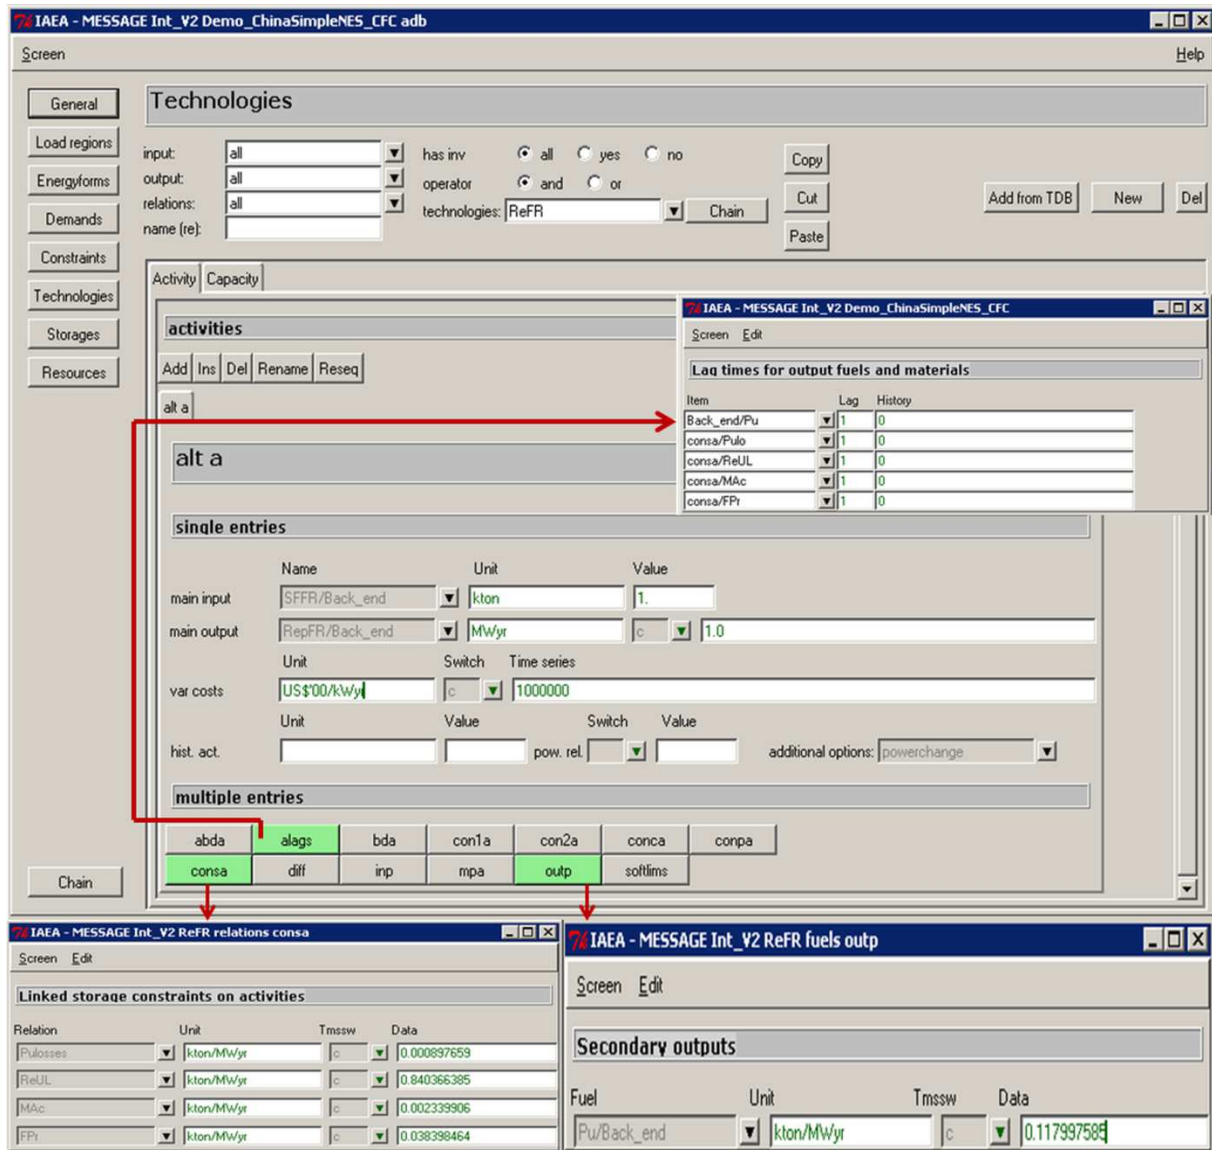 IAEA - MESSAGE Int_V2 Demo_ChinaSimpleNES_CFC adb
Screen Help
General
Load regions
Energyforms
Demands
Constraints
Technologies
Storages
Resources
Chain
Technologies
input: all has inv all yes no Copy
output: all operator and or Cut Add from TDB New Del
relations: all technologies: ReFR Chain
name (re): Paste
Activity Capacity
activities
Add Ins Del Rename Reseq
alt a
alt a
IAEA - MESSAGE Int_V2 Demo_ChinaSimpleNES_CFC
Screen Edit
Lag times for output fuels and materials
Item Lag History
Back_end/Pu 1 0
consa/Pulo 1 0
consa/ReUL 1 0
consa/MAc 1 0
consa/FPr 1 0
single entries
Name Unit Value
main input SFFR/Back_end kton 1.
main output RepFR/Back_end MWyr c 1.0
Unit Switch Time series
var costs US$'00/kWyr c 1000000
Unit Value Switch Value
hist. act. pow. rel. additional options: powerchange
multiple entries
abda alags bda con1a con2a conca conpa
consa diff inp mpa outp softlims
IAEA - MESSAGE Int_V2 ReFR relations consa
Screen Edit
Linked storage constraints on activities
Relation Unit Tmssw Data
Pulosses kton/MWyr c 0.000897659
ReUL kton/MWyr c 0.840366385
MAc kton/MWyr c 0.002339906
FPr kton/MWyr c 0.038398464
IAEA - MESSAGE Int_V2 ReFR fuels outp
Screen Edit
Secondary outputs
Fuel Unit Tmssw Data
Pu/Back_end kton/MWyr c 0.117997585